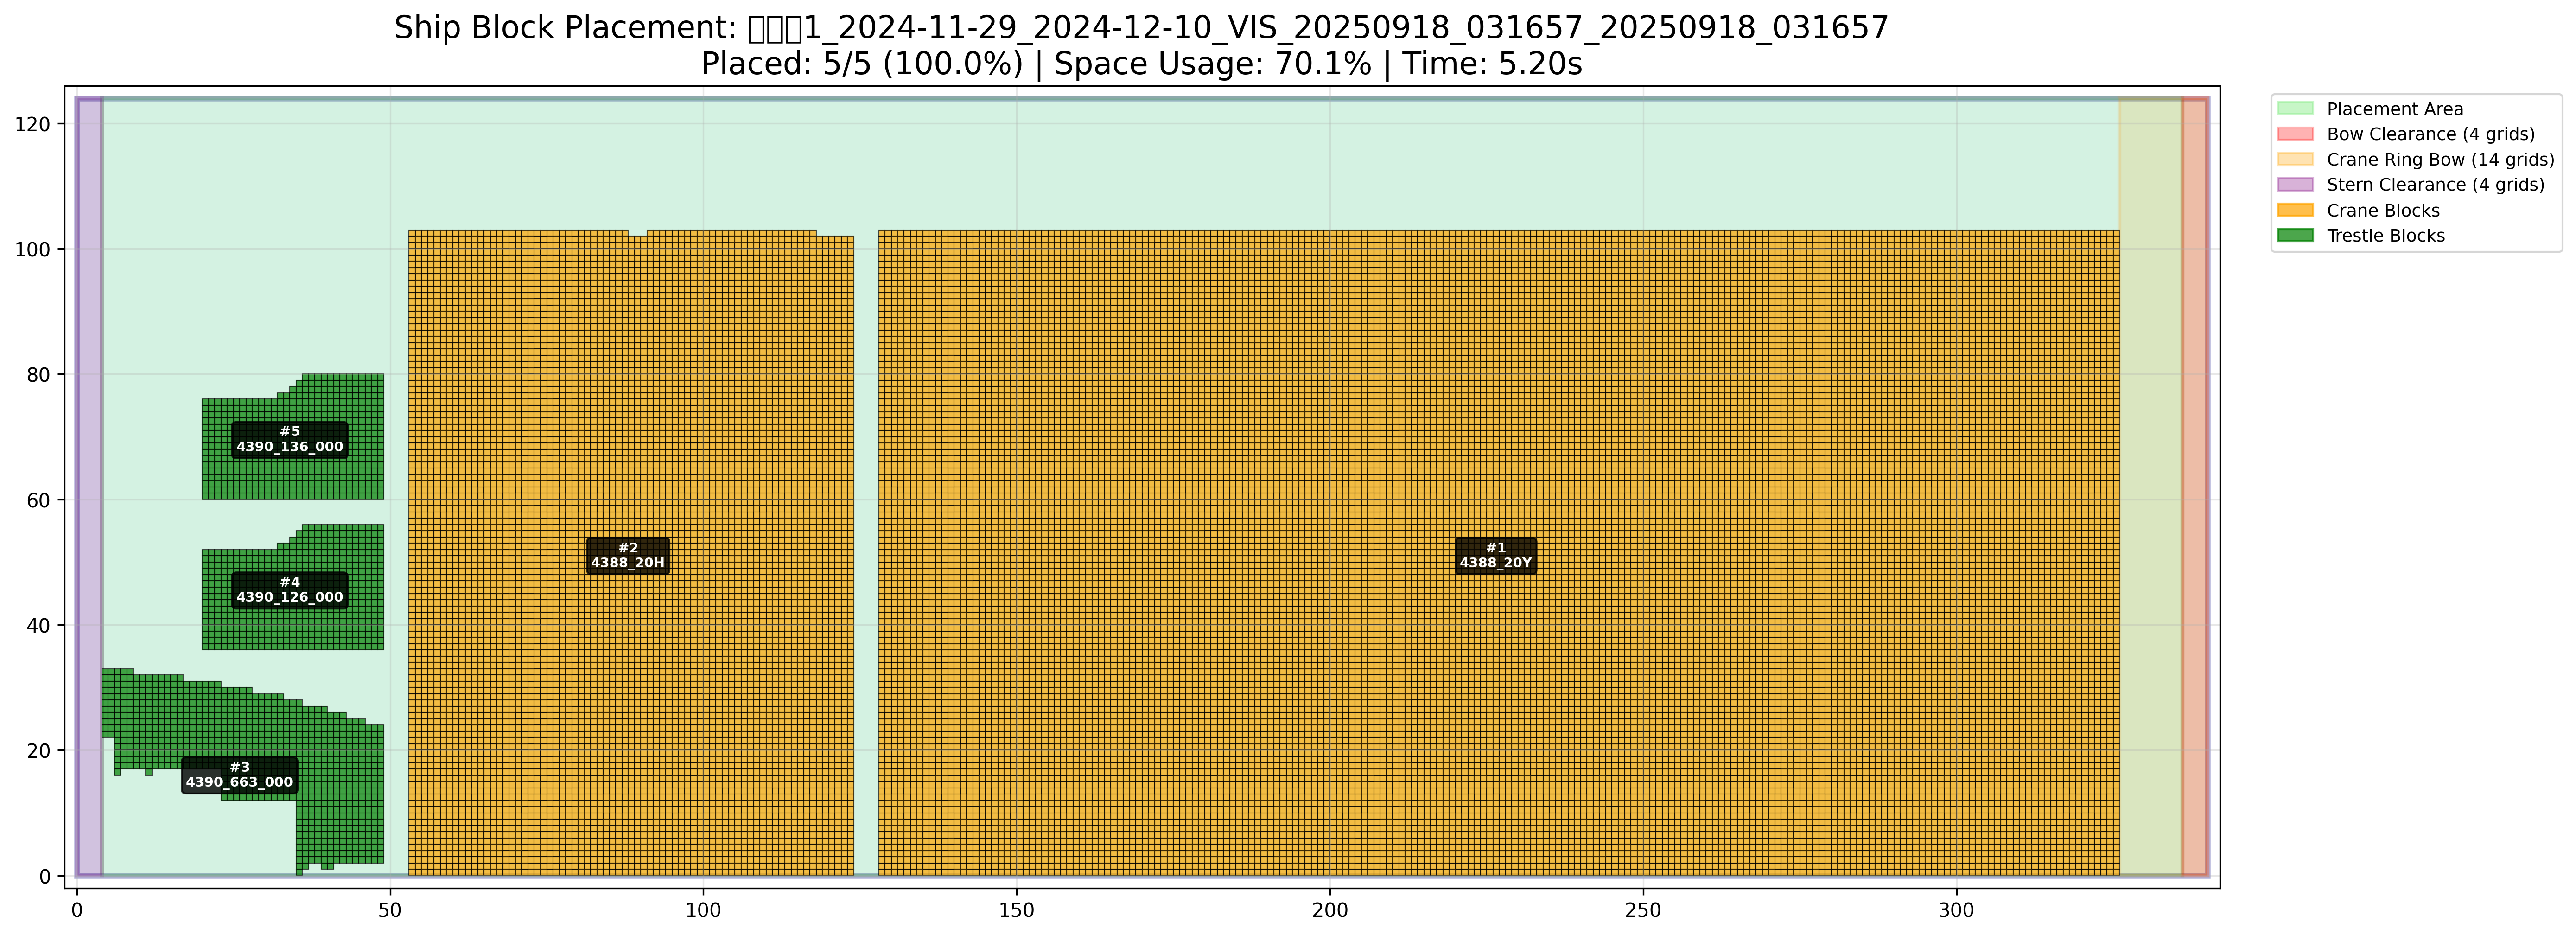 Ship Block Placement: □□□1_2024-11-29_2024-12-10_VIS_20250918_031657_20250918_031657
Placed: 5/5 (100.0%) | Space Usage: 70.1% | Time: 5.20s
120
100
80
60
40
20
0
0
50
100
150
200
250
300
#5
4390_136_000
#4
4390_126_000
#3
4390_663_000
#2
4388_20H
#1
4388_20Y
Placement Area
Bow Clearance (4 grids)
Crane Ring Bow (14 grids)
Stern Clearance (4 grids)
Crane Blocks
Trestle Blocks